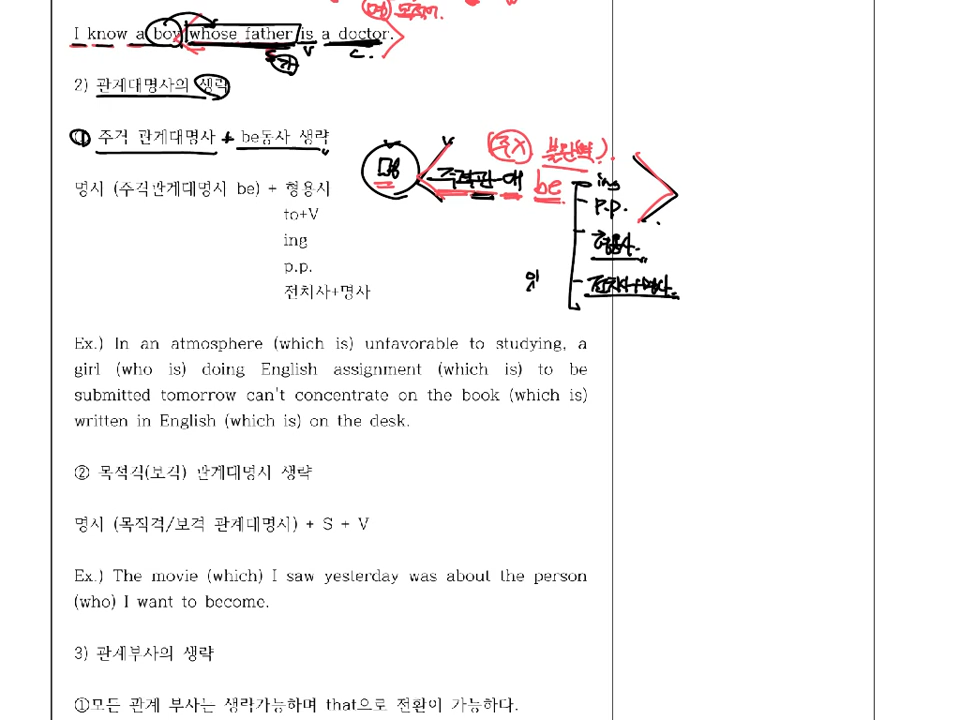 I know a boy whose father is a doctor.
S V C.
2) 관계대명사의 생략
① 주격 관계대명사 + be동사 생략
명 주격관·대 be
주X 분단력?
ing
p.p.
형용사
전치사+명사
명사 (주격관계대명사 be) + 형용사
to+V
ing
p.p.
전치사+명사
Ex.) In an atmosphere (which is) unfavorable to studying, a
girl (who is) doing English assignment (which is) to be
submitted tomorrow can't concentrate on the book (which is)
written in English (which is) on the desk.
② 목적격(보격) 관계대명사 생략
명사 (목적격/보격 관계대명사) + S + V
Ex.) The movie (which) I saw yesterday was about the person
(who) I want to become.
3) 관계부사의 생략
①모든 관계 부사는 생략가능하며 that으로 전환이 가능하다.